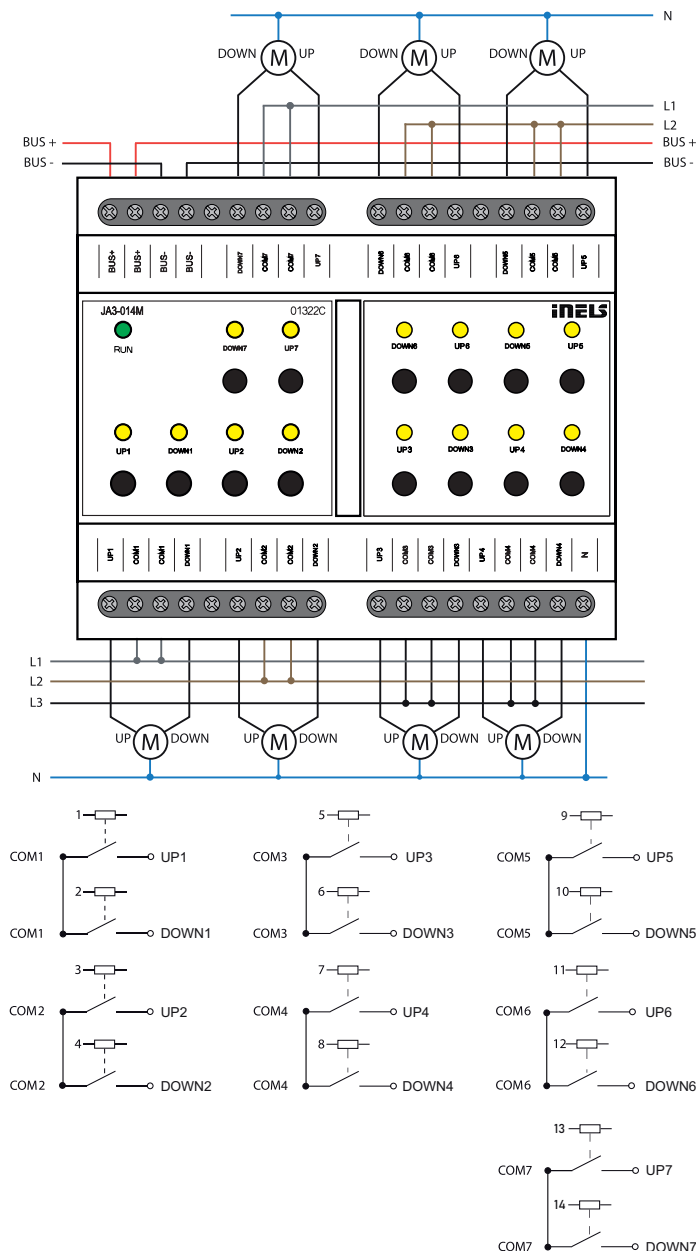 N
DOWN M UP DOWN M UP DOWN M UP
L1
L2
BUS + BUS +
BUS - BUS -
BUS+ BUS+ BUS- BUS- DOWN7 COM7 COM7 UP7 DOWN6 COM6 COM6 UP6 DOWN5 COM5 COM5 UP5
JA3-014M 01322C iNELS
RUN DOWN7 UP7 DOWN6 UP6 DOWN5 UP5
UP1 DOWN1 UP2 DOWN2 UP3 DOWN3 UP4 DOWN4
UP1 COM1 COM1 DOWN1 UP2 COM2 COM2 DOWN2 UP3 COM3 COM3 DOWN3 UP4 COM4 COM4 DOWN4 N
L1
L2
L3
UP M DOWN UP M DOWN UP M DOWN UP M DOWN
N
1 5 9
COM1 UP1 COM3 UP3 COM5 UP5
2 6 10
COM1 DOWN1 COM3 DOWN3 COM5 DOWN5
3 7 11
COM2 UP2 COM4 UP4 COM6 UP6
4 8 12
COM2 DOWN2 COM4 DOWN4 COM6 DOWN6
13
COM7 UP7
14
COM7 DOWN7